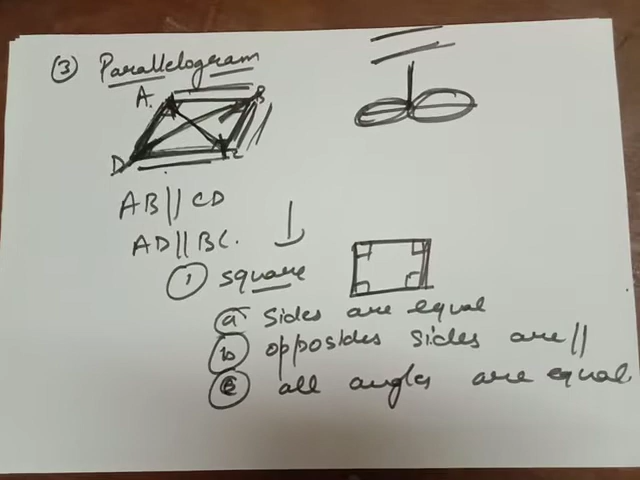 ③ Parallelogram
A. B
D C
AB // CD
AD // BC.
① square
ⓐ sides are equal
ⓑ opposides sides are //
ⓒ all angles are equal